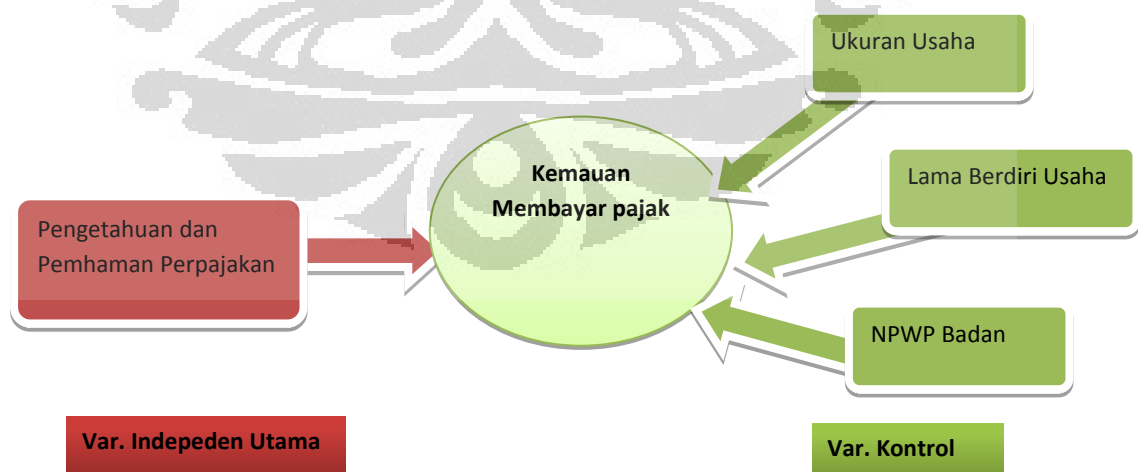 Ukuran Usaha
Kemauan
Membayar pajak
Lama Berdiri Usaha
Pengetahuan dan
Pemhaman Perpajakan
NPWP Badan
Var. Indepeden Utama
Var. Kontrol